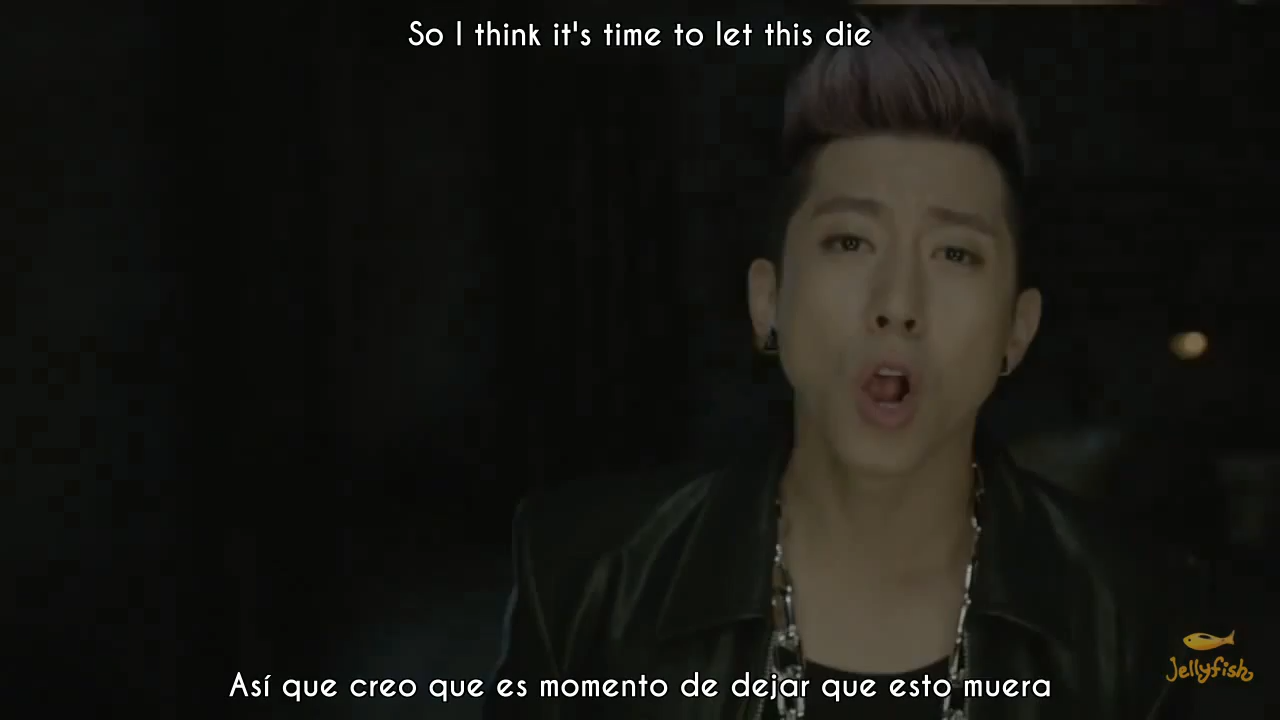 So I think it's time to let this die
Jellyfish
Así que creo que es momento de dejar que esto muera